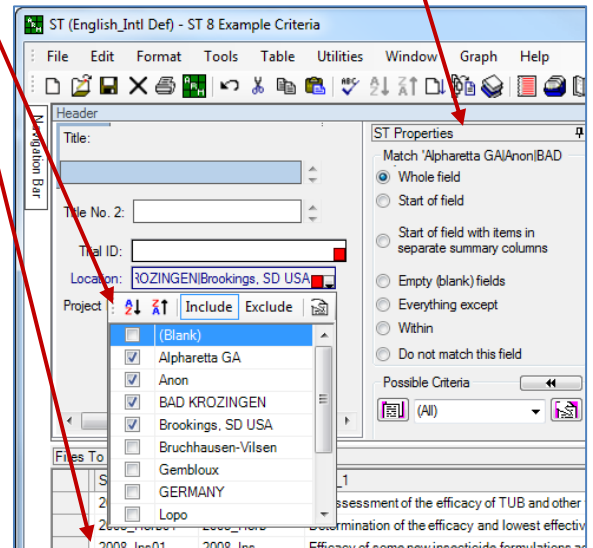 ST (English_Intl Def) - ST 8 Example Criteria
File Edit Format Tools Table Utilities Window Graph Help
Navigation Bar
Header
Title:
Title No. 2:
Trial ID:
Location: ROZINGEN|Brookings, SD USA
Project
Include Exclude
(Blank)
Alpharetta GA
Anon
BAD KROZINGEN
Brookings, SD USA
Bruchhausen-Vilsen
Gembloux
GERMANY
Lopo
ST Properties
Match 'Alpharetta GA|Anon|BAD
Whole field
Start of field
Start of field with items in
separate summary columns
Empty (blank) fields
Everything except
Within
Do not match this field
Possible Criteria
(All)
Files To
S _1
ssessment of the efficacy of TUB and other
Determination of the efficacy and lowest effectiv
2008_Ins01 2008_Ins Efficacy of some new insecticide formulations ag